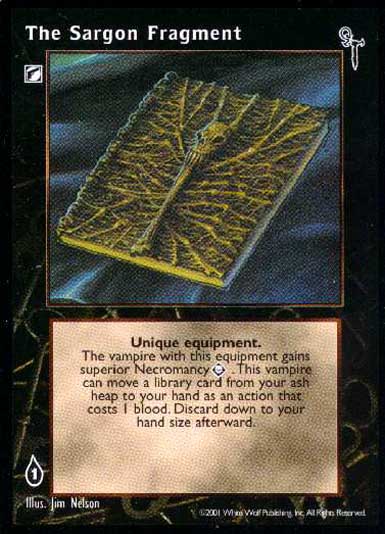 The Sargon Fragment
Unique equipment.
The vampire with this equipment gains
superior Necromancy . This vampire
can move a library card from your ash
heap to your hand as an action that
costs 1 blood. Discard down to your
hand size afterward.
1
Illus. Jim Nelson
©2001 White Wolf Publishing, Inc. All Rights Reserved.